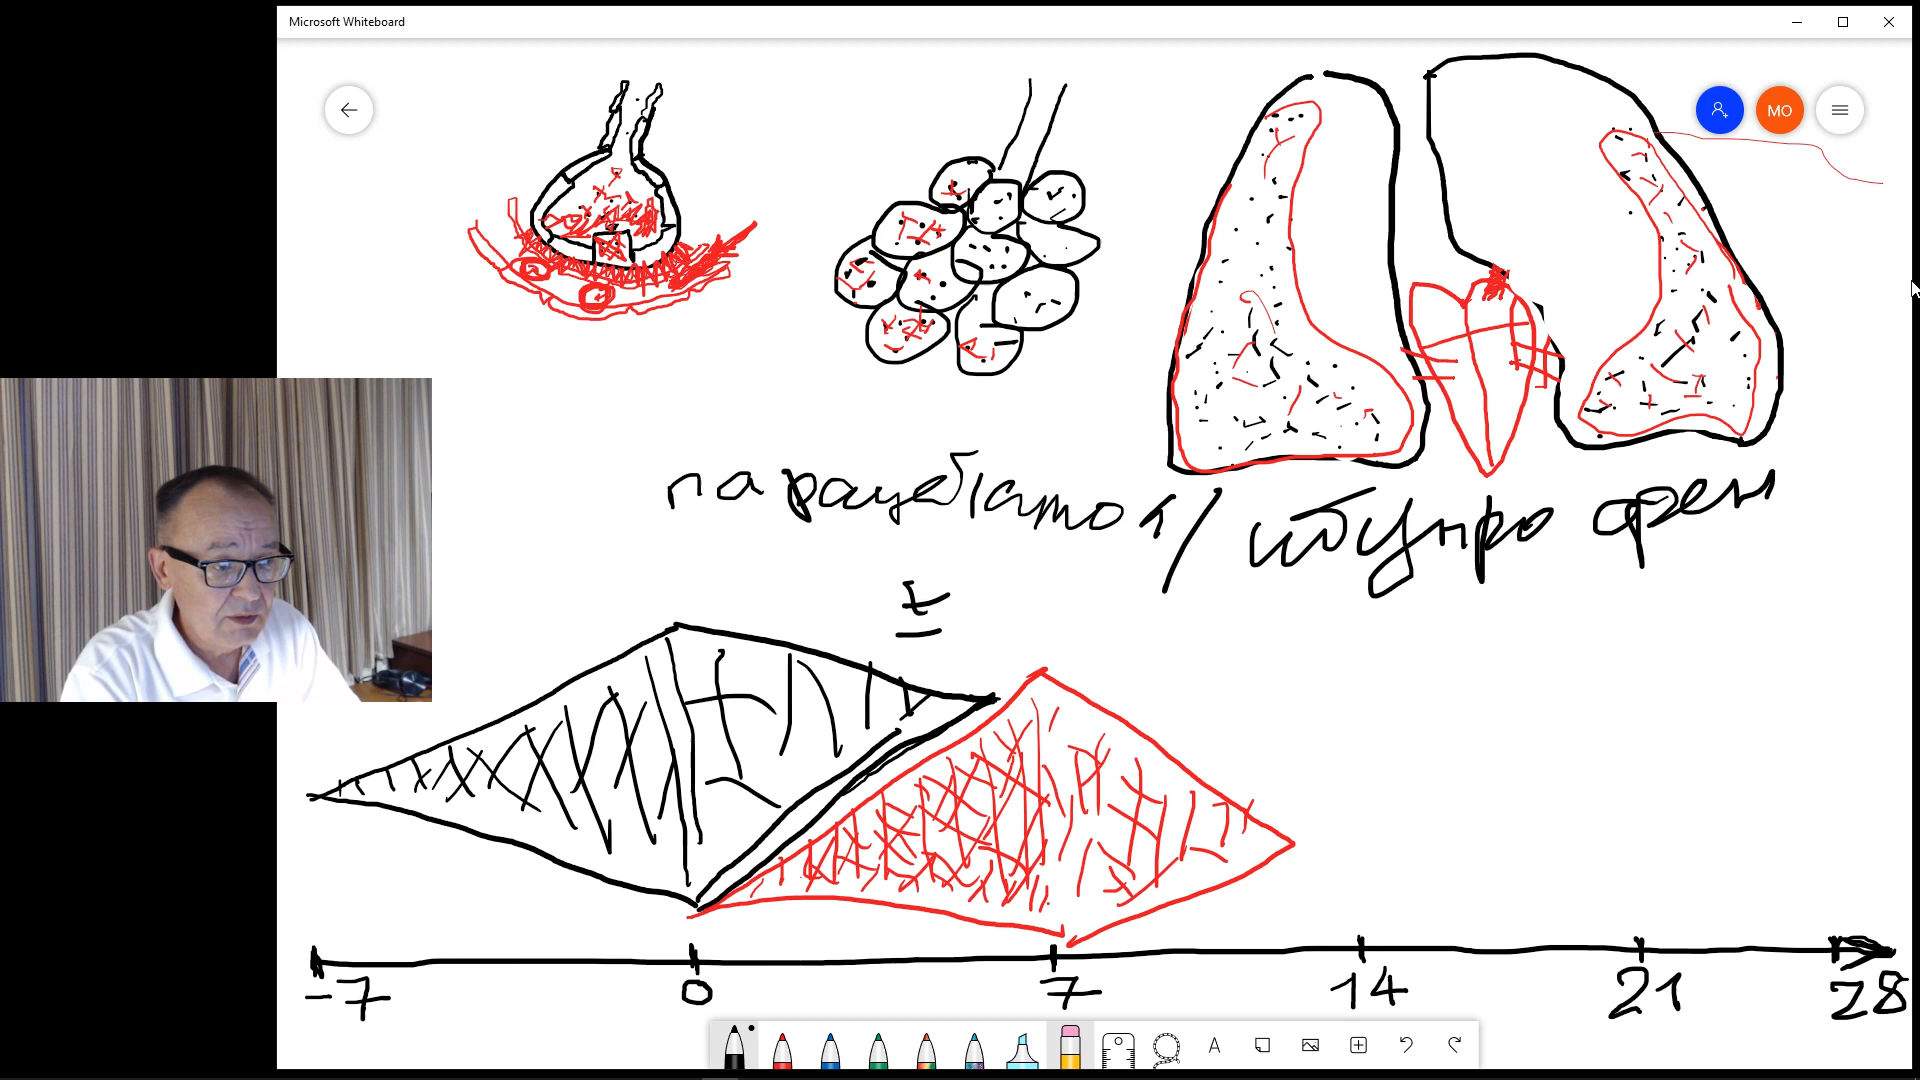 Microsoft Whiteboard
MO
парацетамол / ибупрофен
t
-7 0 7 14 21 28
A